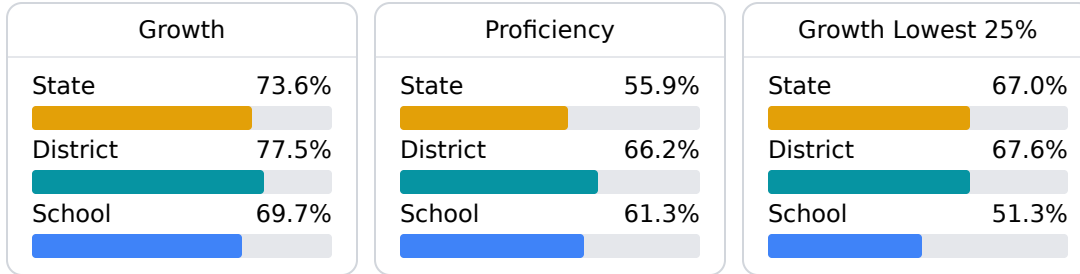 Growth
State 73.6%
District 77.5%
School 69.7%
Proficiency
State 55.9%
District 66.2%
School 61.3%
Growth Lowest 25%
State 67.0%
District 67.6%
School 51.3%